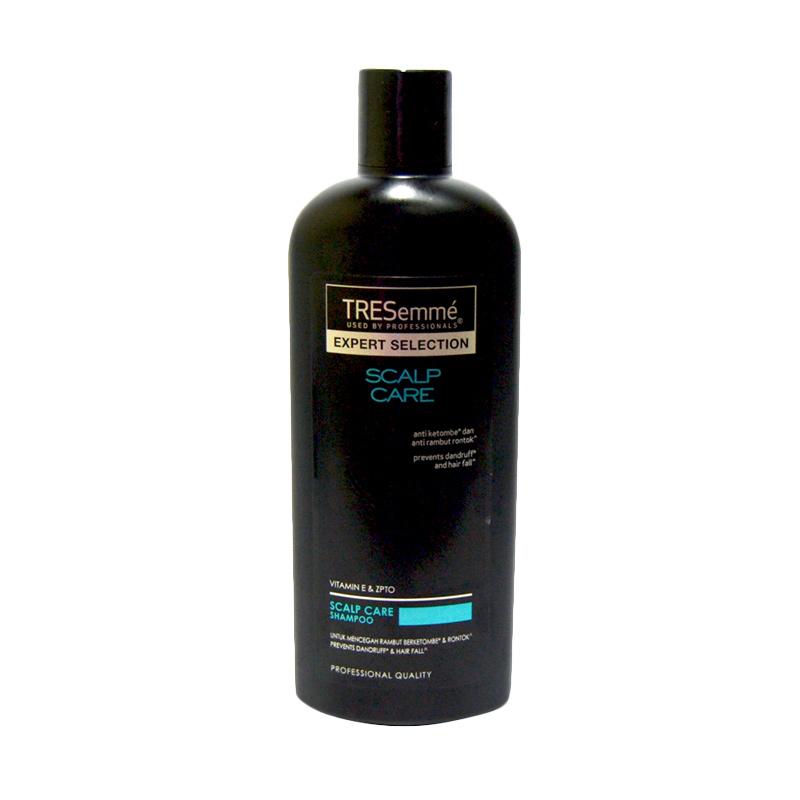 TRESemmé
USED BY PROFESSIONALS®
EXPERT SELECTION
SCALP
CARE
anti ketombe* dan
anti rambut rontok^
prevents dandruff*
and hair fall^
VITAMIN E & ZPTO
SCALP CARE
SHAMPOO
UNTUK MENCEGAH RAMBUT BERKETOMBE* & RONTOK^
PREVENTS DANDRUFF* & HAIR FALL^
PROFESSIONAL QUALITY